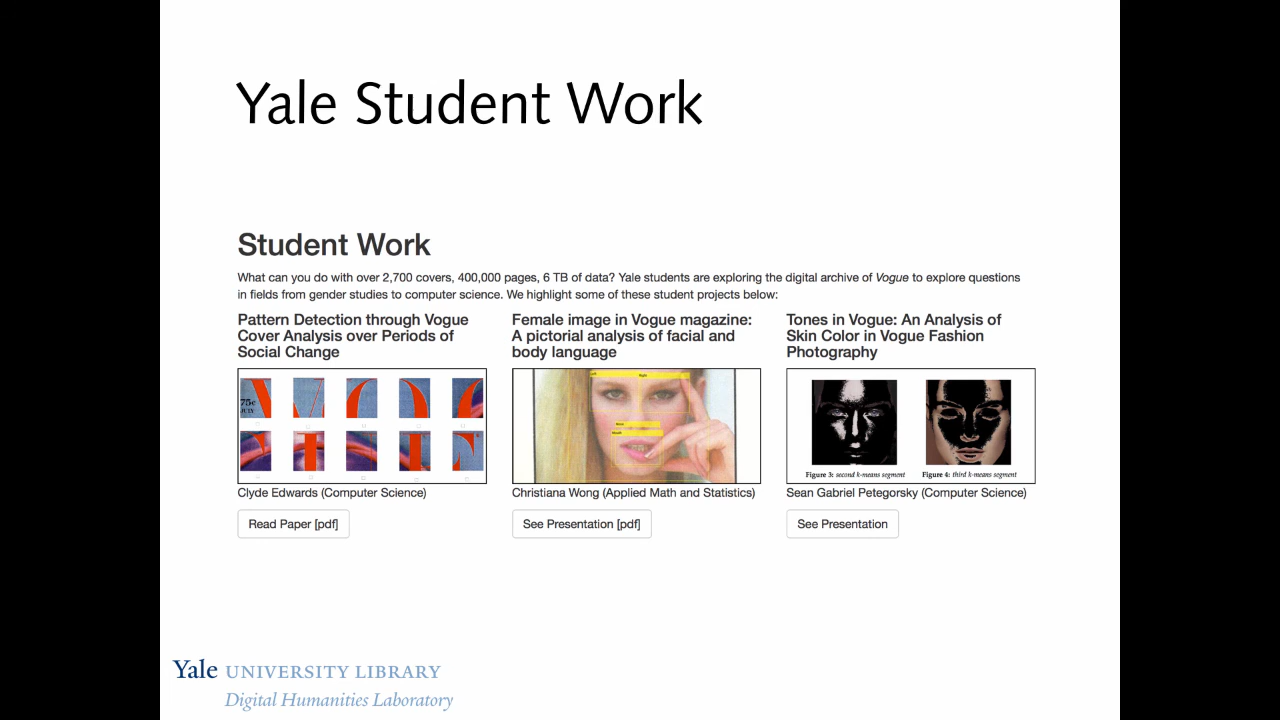 Yale Student Work
Student Work
What can you do with over 2,700 covers, 400,000 pages, 6 TB of data? Yale students are exploring the digital archive of Vogue to explore questions
in fields from gender studies to computer science. We highlight some of these student projects below:
Pattern Detection through Vogue
Cover Analysis over Periods of
Social Change
75c
JULY
Clyde Edwards (Computer Science)
Read Paper [pdf]
Female image in Vogue magazine:
A pictorial analysis of facial and
body language
Christiana Wong (Applied Math and Statistics)
See Presentation [pdf]
Tones in Vogue: An Analysis of
Skin Color in Vogue Fashion
Photography
Figure 3: second k-means segment
Figure 4: third k-means segment
Sean Gabriel Petegorsky (Computer Science)
See Presentation
Yale UNIVERSITY LIBRARY
Digital Humanities Laboratory